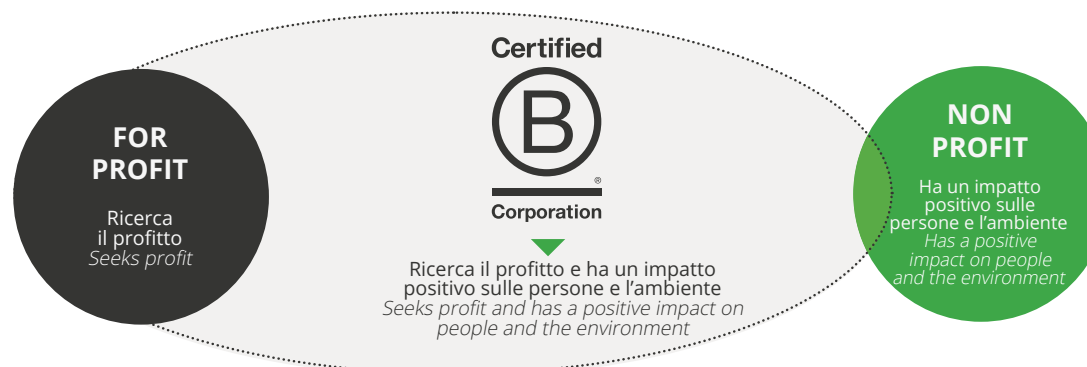 FOR
PROFIT
Ricerca
il profitto
Seeks profit
Certified
B
®
Corporation
Ricerca il profitto e ha un impatto
positivo sulle persone e l’ambiente
Seeks profit and has a positive impact on
people and the environment
NON
PROFIT
Ha un impatto
positivo sulle
persone e l’ambiente
Has a positive
impact on people
and the environment